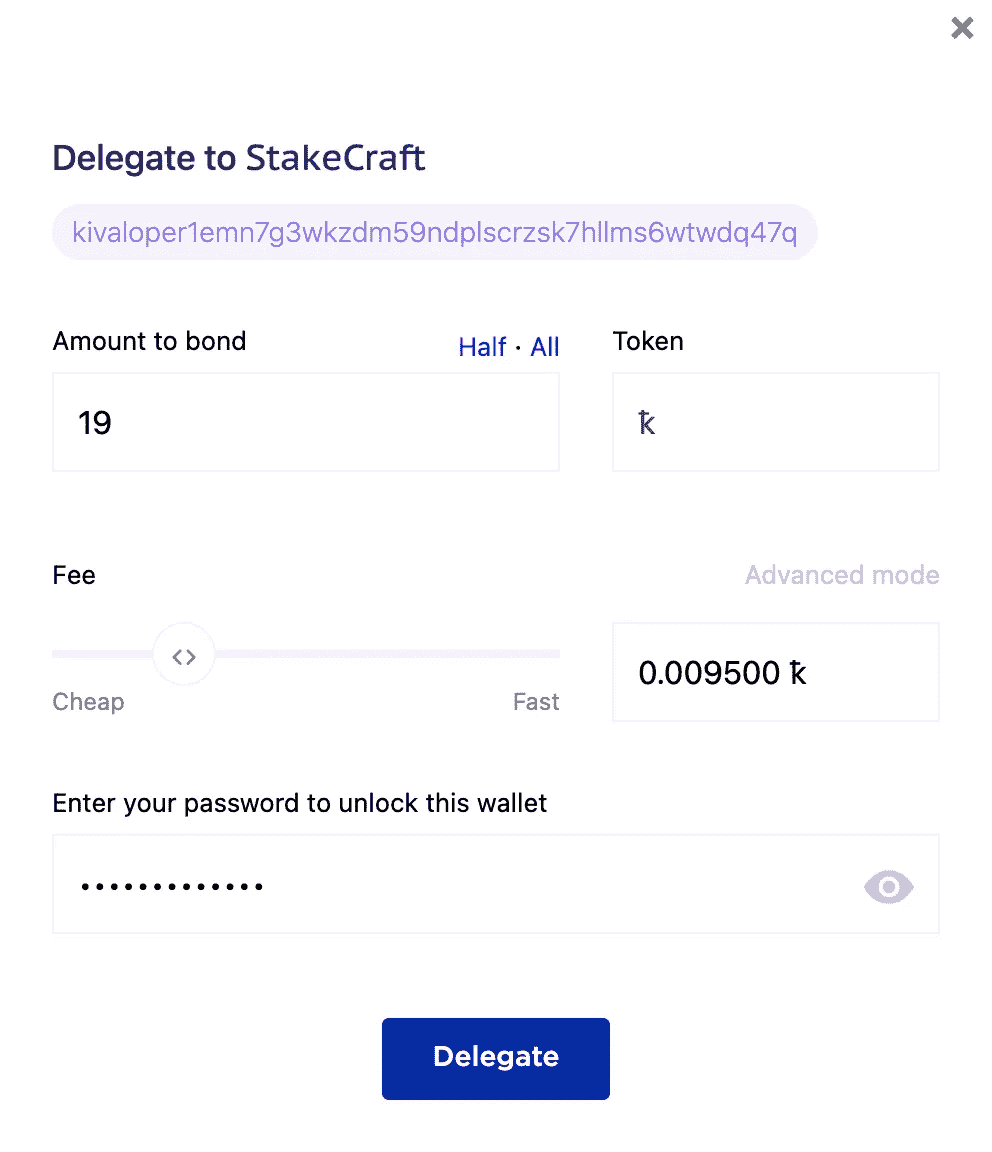 Delegate to StakeCraft
kivaloper1emn7g3wkzdm59ndplscrzsk7hllms6wtwdq47q
Amount to bond Half · All Token
19 ꝁ
Fee Advanced mode
0.009500 ꝁ
Cheap Fast
Enter your password to unlock this wallet
•••••••••••••
Delegate